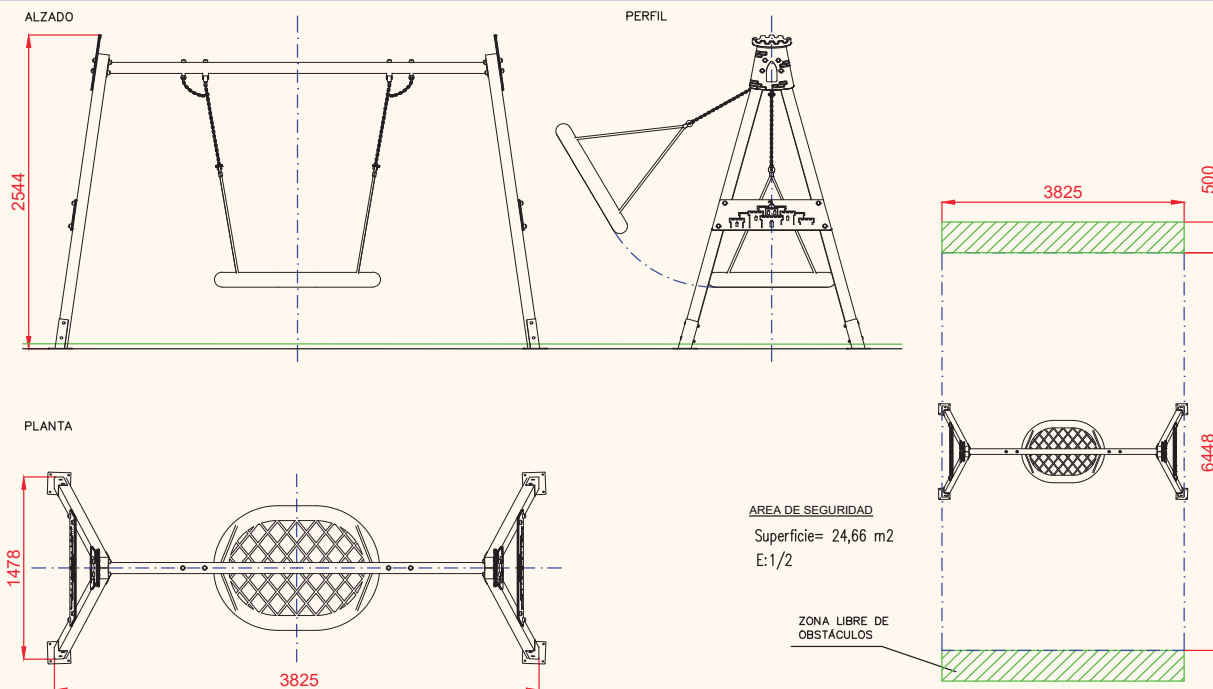 ALZADO
PERFIL
2544
3825
500
6448
PLANTA
1478
3825
AREA DE SEGURIDAD
Superficie= 24,66 m2
E:1/2
ZONA LIBRE DE
OBSTÁCULOS